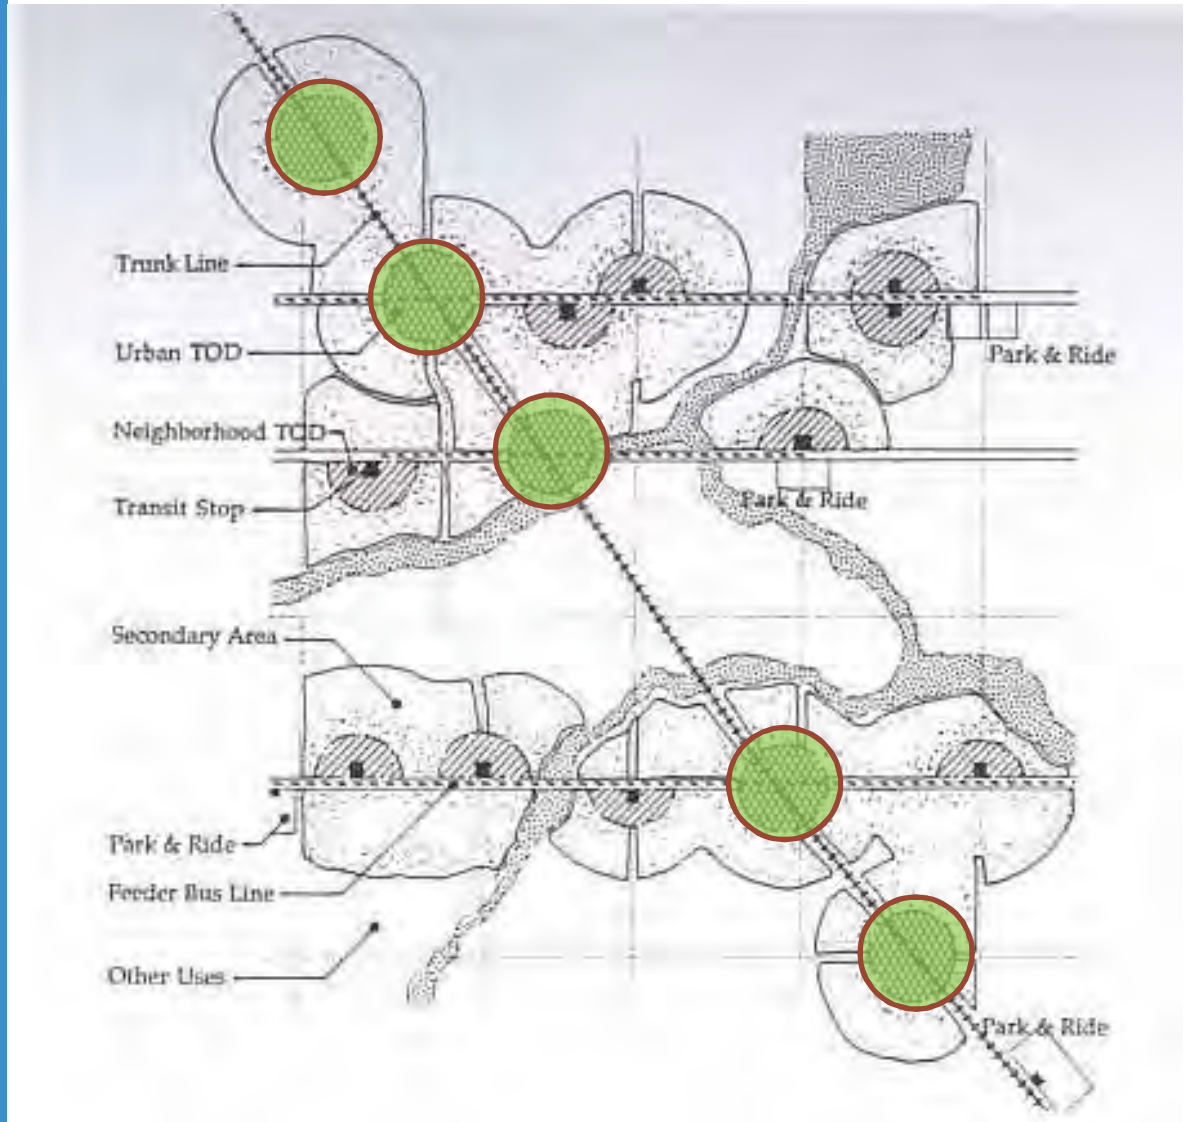 Trunk Line
Urban TOD
Park & Ride
Neighborhood TOD
Park & Ride
Transit Stop
Secondary Area
Park & Ride
Feeder Bus Line
Other Uses
Park & Ride